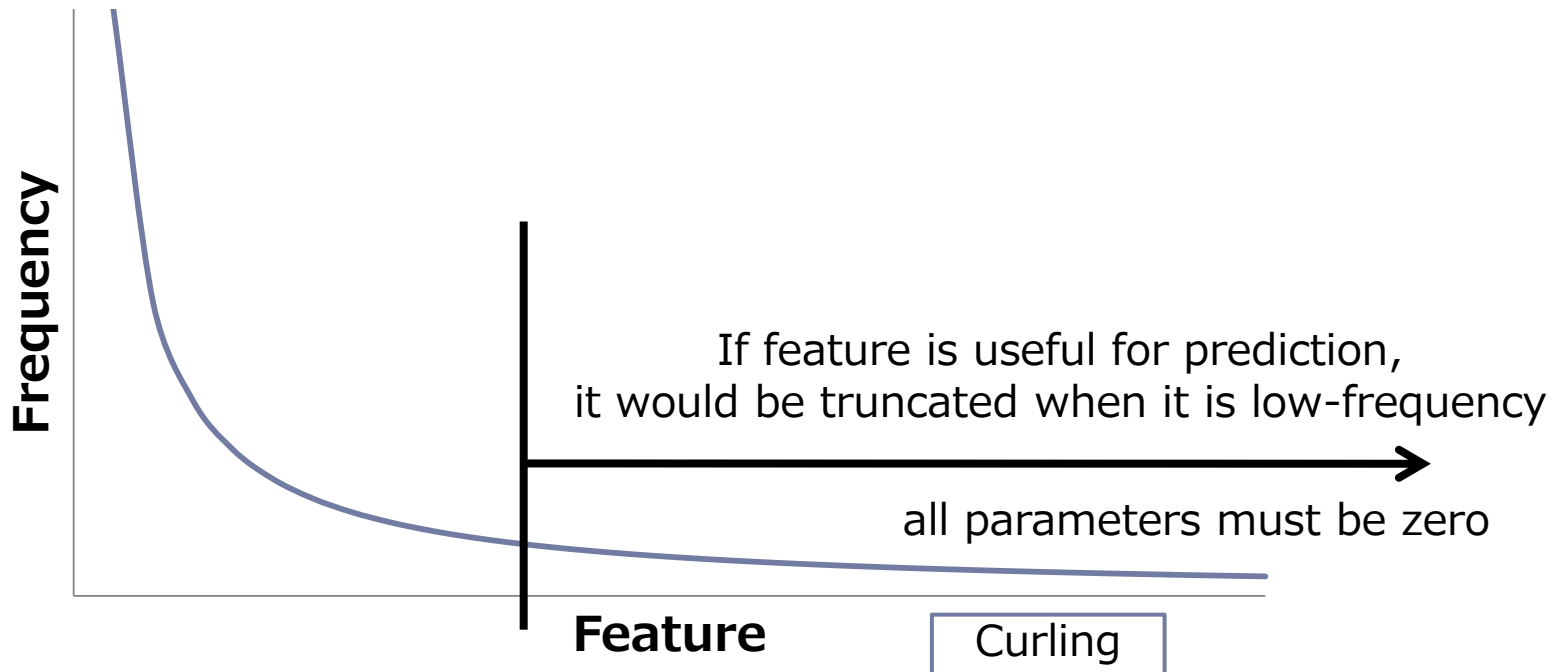 Frequency
If feature is useful for prediction,
it would be truncated when it is low-frequency
all parameters must be zero
Feature
Curling